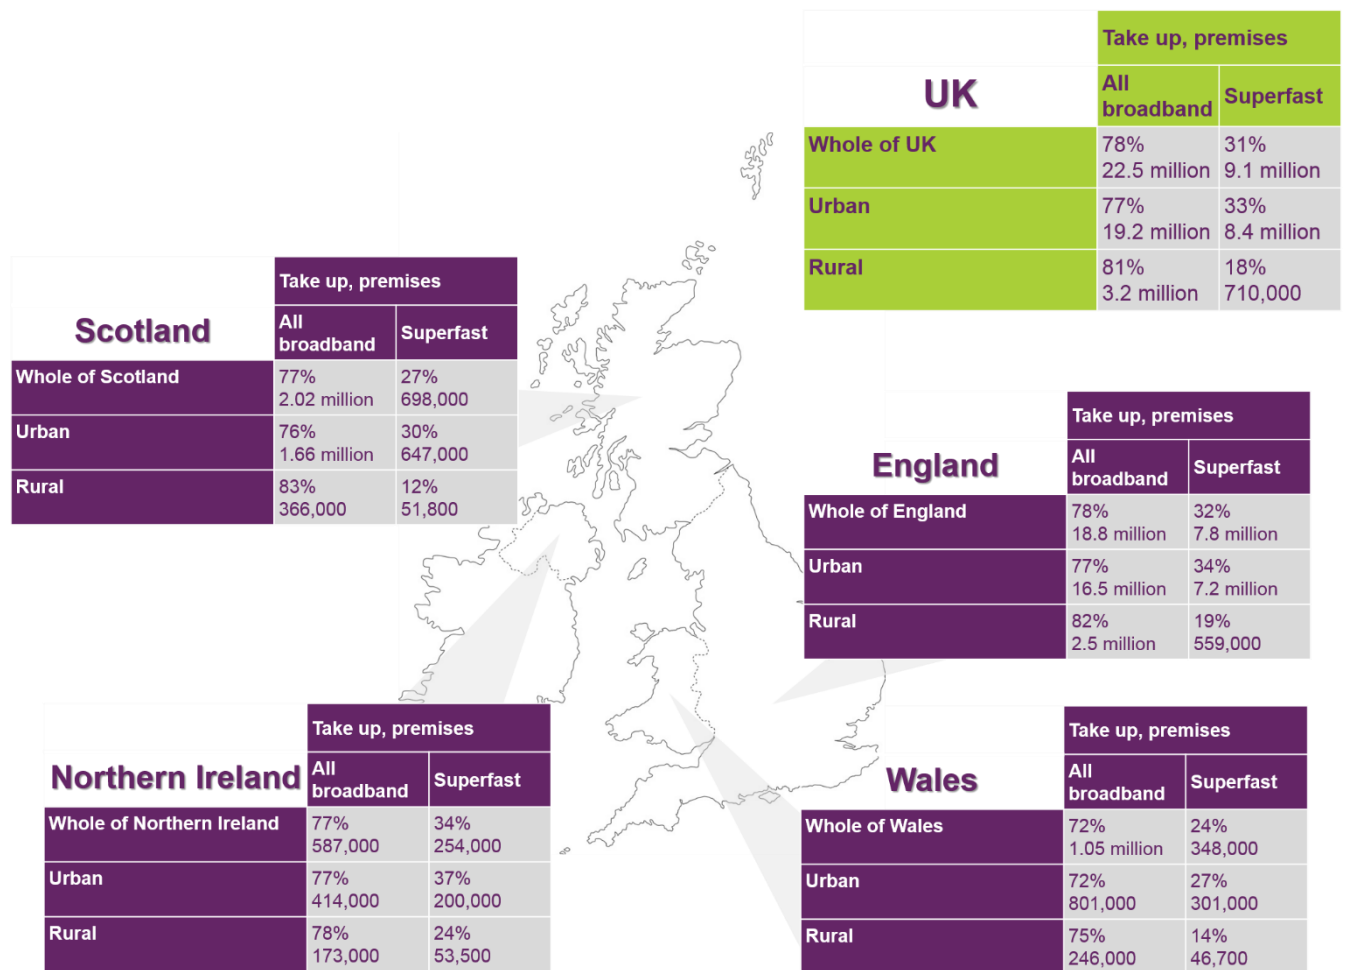 Take up, premises
UK
All broadband
Superfast
Whole of UK
78%
31%
22.5 million
9.1 million
Urban
77%
33%
19.2 million
8.4 million
Rural
81%
18%
3.2 million
710,000
Take up, premises
Scotland
All broadband
Superfast
Whole of Scotland
77%
27%
2.02 million
698,000
Urban
76%
30%
1.66 million
647,000
Rural
83%
12%
366,000
51,800
Take up, premises
England
All broadband
Superfast
Whole of England
78%
32%
18.8 million
7.8 million
Urban
77%
34%
16.5 million
7.2 million
Rural
82%
19%
2.5 million
559,000
Take up, premises
Northern Ireland
All broadband
Superfast
Whole of Northern Ireland
77%
34%
587,000
254,000
Urban
77%
37%
414,000
200,000
Rural
78%
24%
173,000
53,500
Take up, premises
Wales
All broadband
Superfast
Whole of Wales
72%
24%
1.05 million
348,000
Urban
72%
27%
801,000
301,000
Rural
75%
14%
246,000
46,700